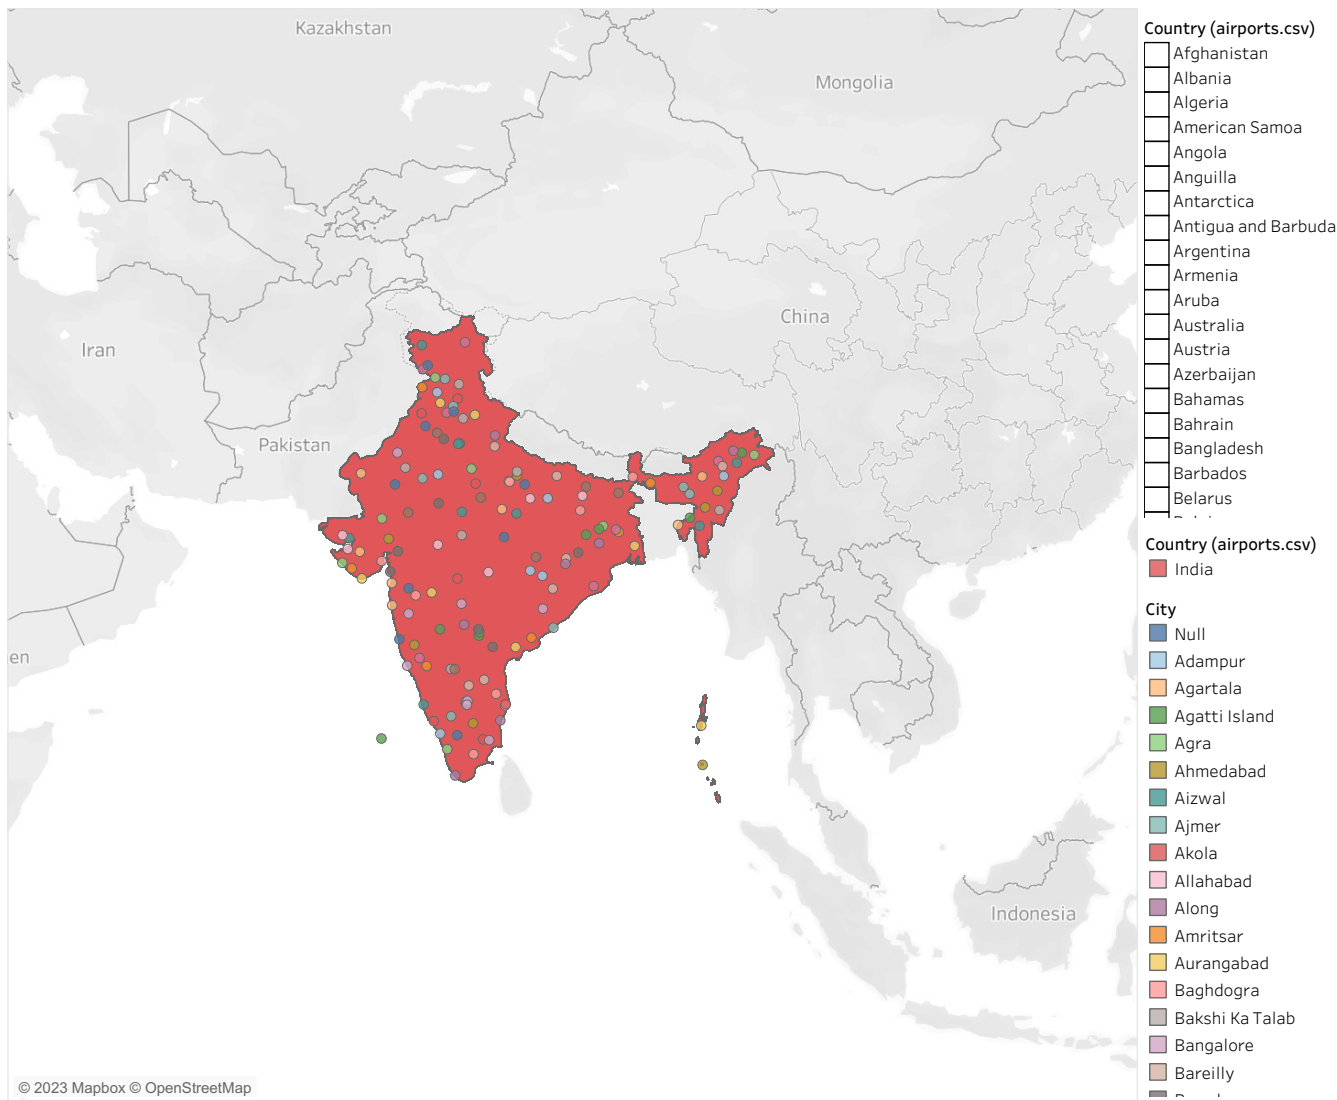 Kazakhstan
Mongolia
China
Iran
Pakistan
en
Indonesia
© 2023 Mapbox © OpenStreetMap
Country (airports.csv)
Afghanistan
Albania
Algeria
American Samoa
Angola
Anguilla
Antarctica
Antigua and Barbuda
Argentina
Armenia
Aruba
Australia
Austria
Azerbaijan
Bahamas
Bahrain
Bangladesh
Barbados
Belarus
Country (airports.csv)
India
City
Null
Adampur
Agartala
Agatti Island
Agra
Ahmedabad
Aizwal
Ajmer
Akola
Allahabad
Along
Amritsar
Aurangabad
Baghdogra
Bakshi Ka Talab
Bangalore
Bareilly